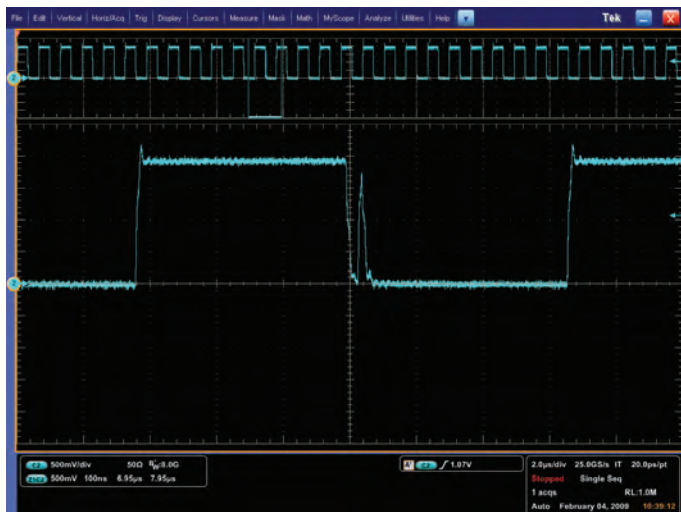 File Edit Vertical Horiz/Acq Trig Display Cursors Measure Mask Math MyScope Analyze Utilities Help Tek
C2 500mV/div 50Ω BW:8.0G
Z1C2 500mV 100ns 6.95µs 7.95µs
A' C2 1.07V
2.0µs/div 25.0GS/s IT 20.0ps/pt
Stopped Single Seq
1 acqs RL:1.0M
Auto February 04, 2009 10:39:12